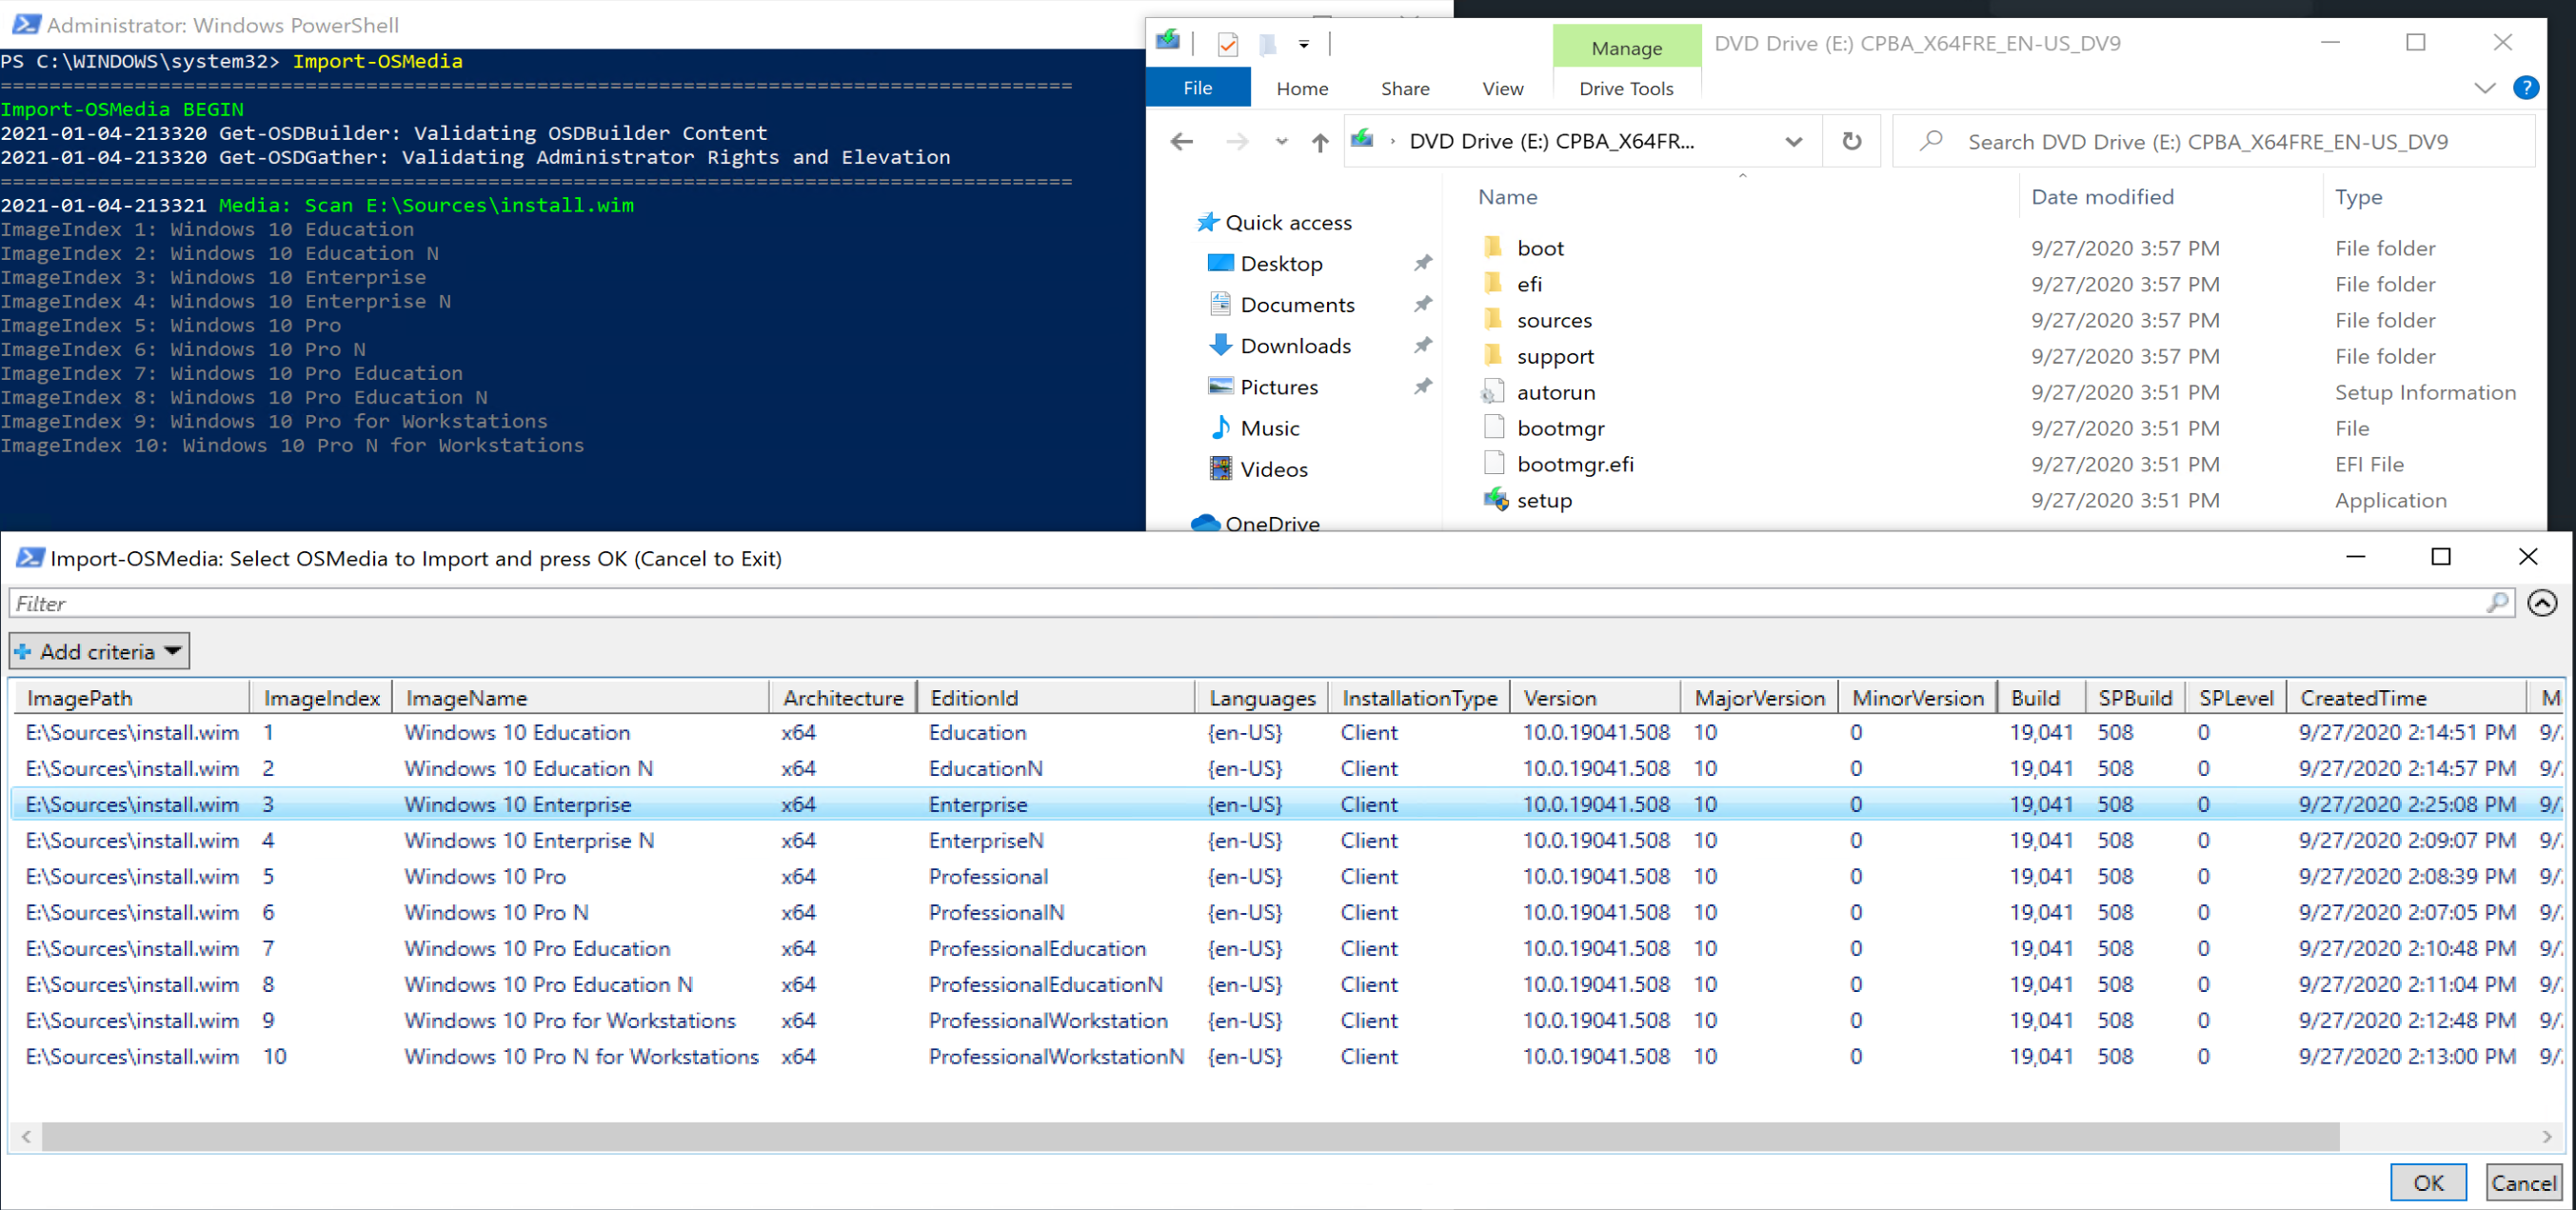 Administrator: Windows PowerShell
PS C:\WINDOWS\system32> Import-OSMedia
========================================================================================
Import-OSMedia BEGIN
2021-01-04-213320 Get-OSDBuilder: Validating OSDBuilder Content
2021-01-04-213320 Get-OSDGather: Validating Administrator Rights and Elevation
========================================================================================
2021-01-04-213321 Media: Scan E:\Sources\install.wim
ImageIndex 1: Windows 10 Education
ImageIndex 2: Windows 10 Education N
ImageIndex 3: Windows 10 Enterprise
ImageIndex 4: Windows 10 Enterprise N
ImageIndex 5: Windows 10 Pro
ImageIndex 6: Windows 10 Pro N
ImageIndex 7: Windows 10 Pro Education
ImageIndex 8: Windows 10 Pro Education N
ImageIndex 9: Windows 10 Pro for Workstations
ImageIndex 10: Windows 10 Pro N for Workstations
Manage DVD Drive (E:) CPBA_X64FRE_EN-US_DV9
File Home Share View Drive Tools
DVD Drive (E:) CPBA_X64FR... Search DVD Drive (E:) CPBA_X64FRE_EN-US_DV9
Quick access
Desktop
Documents
Downloads
Pictures
Music
Videos
OneDrive
Name Date modified Type
boot 9/27/2020 3:57 PM File folder
efi 9/27/2020 3:57 PM File folder
sources 9/27/2020 3:57 PM File folder
support 9/27/2020 3:57 PM File folder
autorun 9/27/2020 3:51 PM Setup Information
bootmgr 9/27/2020 3:51 PM File
bootmgr.efi 9/27/2020 3:51 PM EFI File
setup 9/27/2020 3:51 PM Application
Import-OSMedia: Select OSMedia to Import and press OK (Cancel to Exit)
Filter
Add criteria
ImagePath ImageIndex ImageName Architecture EditionId Languages InstallationType Version MajorVersion MinorVersion Build SPBuild SPLevel CreatedTime M
E:\Sources\install.wim 1 Windows 10 Education x64 Education {en-US} Client 10.0.19041.508 10 0 19,041 508 0 9/27/2020 2:14:51 PM 9/
E:\Sources\install.wim 2 Windows 10 Education N x64 EducationN {en-US} Client 10.0.19041.508 10 0 19,041 508 0 9/27/2020 2:14:57 PM 9/
E:\Sources\install.wim 3 Windows 10 Enterprise x64 Enterprise {en-US} Client 10.0.19041.508 10 0 19,041 508 0 9/27/2020 2:25:08 PM 9/
E:\Sources\install.wim 4 Windows 10 Enterprise N x64 EnterpriseN {en-US} Client 10.0.19041.508 10 0 19,041 508 0 9/27/2020 2:09:07 PM 9/
E:\Sources\install.wim 5 Windows 10 Pro x64 Professional {en-US} Client 10.0.19041.508 10 0 19,041 508 0 9/27/2020 2:08:39 PM 9/
E:\Sources\install.wim 6 Windows 10 Pro N x64 ProfessionalN {en-US} Client 10.0.19041.508 10 0 19,041 508 0 9/27/2020 2:07:05 PM 9/
E:\Sources\install.wim 7 Windows 10 Pro Education x64 ProfessionalEducation {en-US} Client 10.0.19041.508 10 0 19,041 508 0 9/27/2020 2:10:48 PM 9/
E:\Sources\install.wim 8 Windows 10 Pro Education N x64 ProfessionalEducationN {en-US} Client 10.0.19041.508 10 0 19,041 508 0 9/27/2020 2:11:04 PM 9/
E:\Sources\install.wim 9 Windows 10 Pro for Workstations x64 ProfessionalWorkstation {en-US} Client 10.0.19041.508 10 0 19,041 508 0 9/27/2020 2:12:48 PM 9/
E:\Sources\install.wim 10 Windows 10 Pro N for Workstations x64 ProfessionalWorkstationN {en-US} Client 10.0.19041.508 10 0 19,041 508 0 9/27/2020 2:13:00 PM 9/
OK Cancel